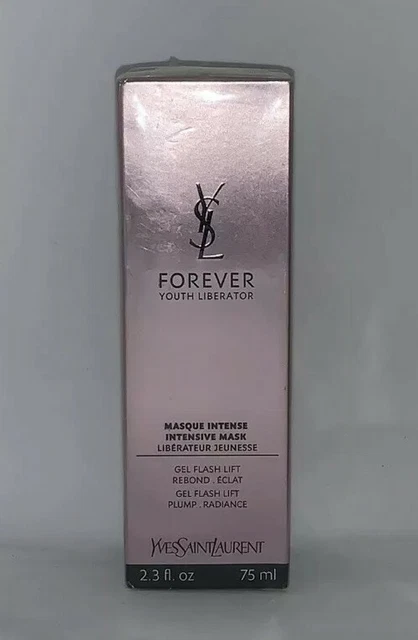 YSL
FOREVER
YOUTH LIBERATOR
MASQUE INTENSE
INTENSIVE MASK
LIBÉRATEUR JEUNESSE
GEL FLASH LIFT
REBOND . ÉCLAT
GEL FLASH LIFT
PLUMP . RADIANCE
YVESSAINTLAURENT
2.3 fl. oz 75 ml